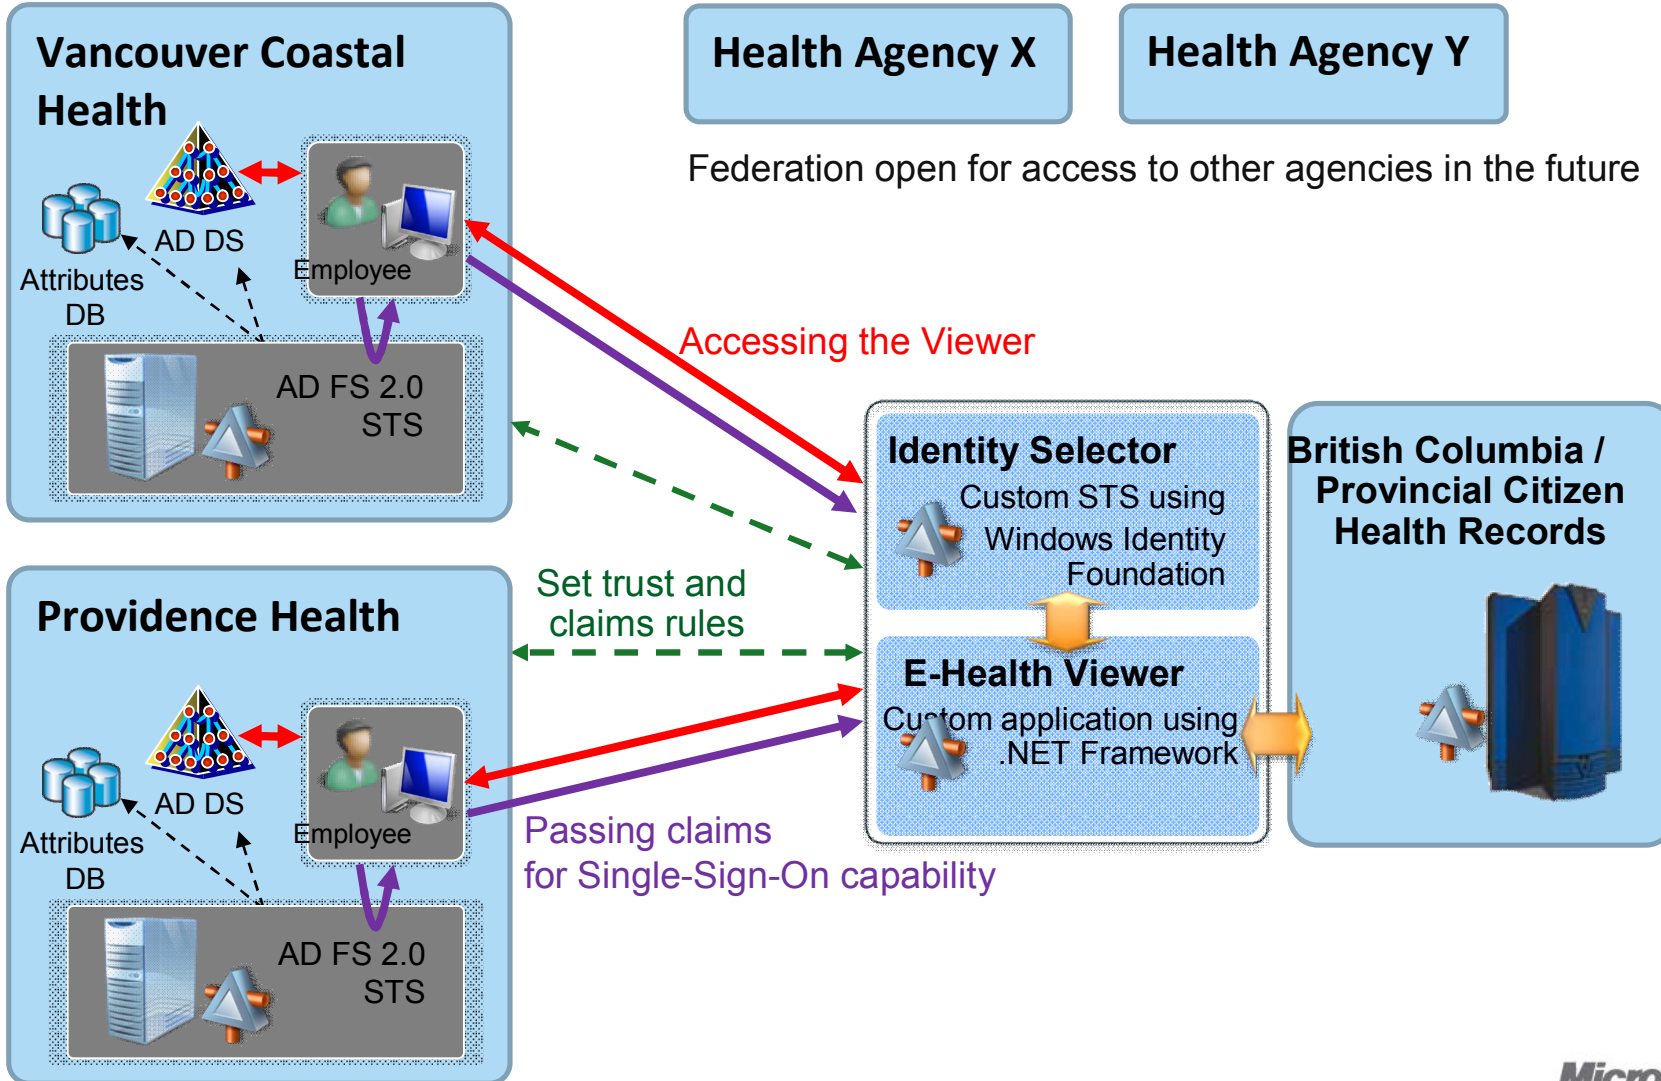 Vancouver Coastal
Health
AD DS
Attributes
DB
Employee
AD FS 2.0
STS
Health Agency X
Health Agency Y
Federation open for access to other agencies in the future
Accessing the Viewer
Identity Selector
Custom STS using
Windows Identity
Foundation
British Columbia /
Provincial Citizen
Health Records
Set trust and
claims rules
E-Health Viewer
Custom application using
.NET Framework
Providence Health
AD DS
Attributes
DB
Employee
AD FS 2.0
STS
Passing claims
for Single-Sign-On capability